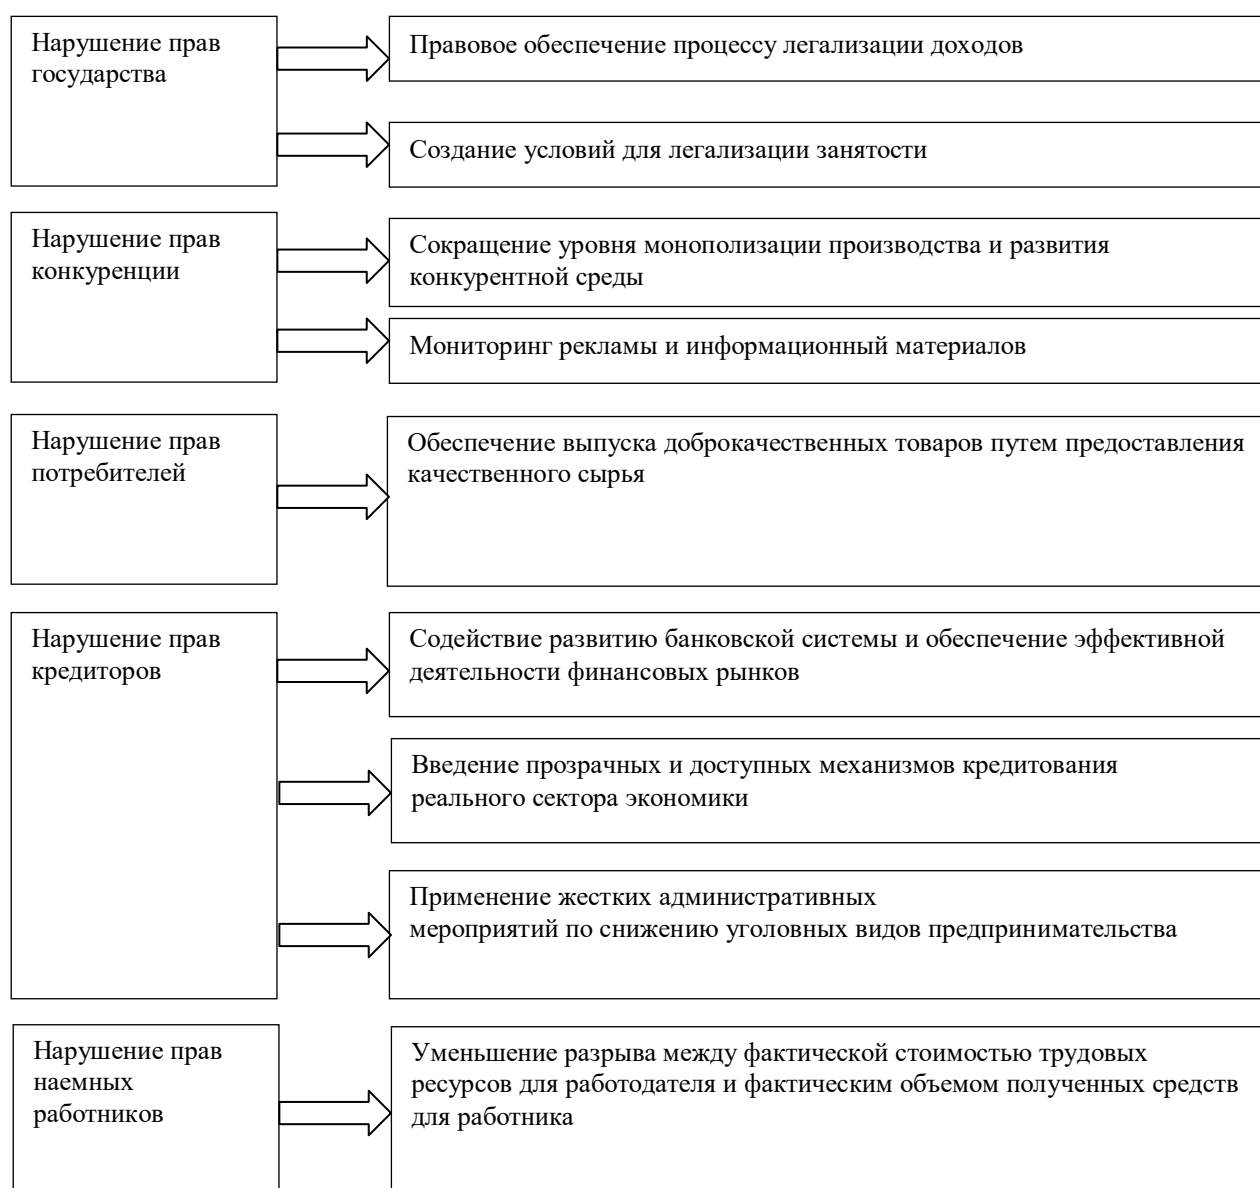 Нарушение прав
государства
Правовое обеспечение процессу легализации доходов
Создание условий для легализации занятости
Нарушение прав
конкуренции
Сокращение уровня монополизации производства и развития
конкурентной среды
Мониторинг рекламы и информационный материалов
Нарушение прав
потребителей
Обеспечение выпуска доброкачественных товаров путем предоставления
качественного сырья
Нарушение прав
кредиторов
Содействие развитию банковской системы и обеспечение эффективной
деятельности финансовых рынков
Введение прозрачных и доступных механизмов кредитования
реального сектора экономики
Применение жестких административных
мероприятий по снижению уголовных видов предпринимательства
Нарушение прав
наемных
работников
Уменьшение разрыва между фактической стоимостью трудовых
ресурсов для работодателя и фактическим объемом полученных средств
для работника